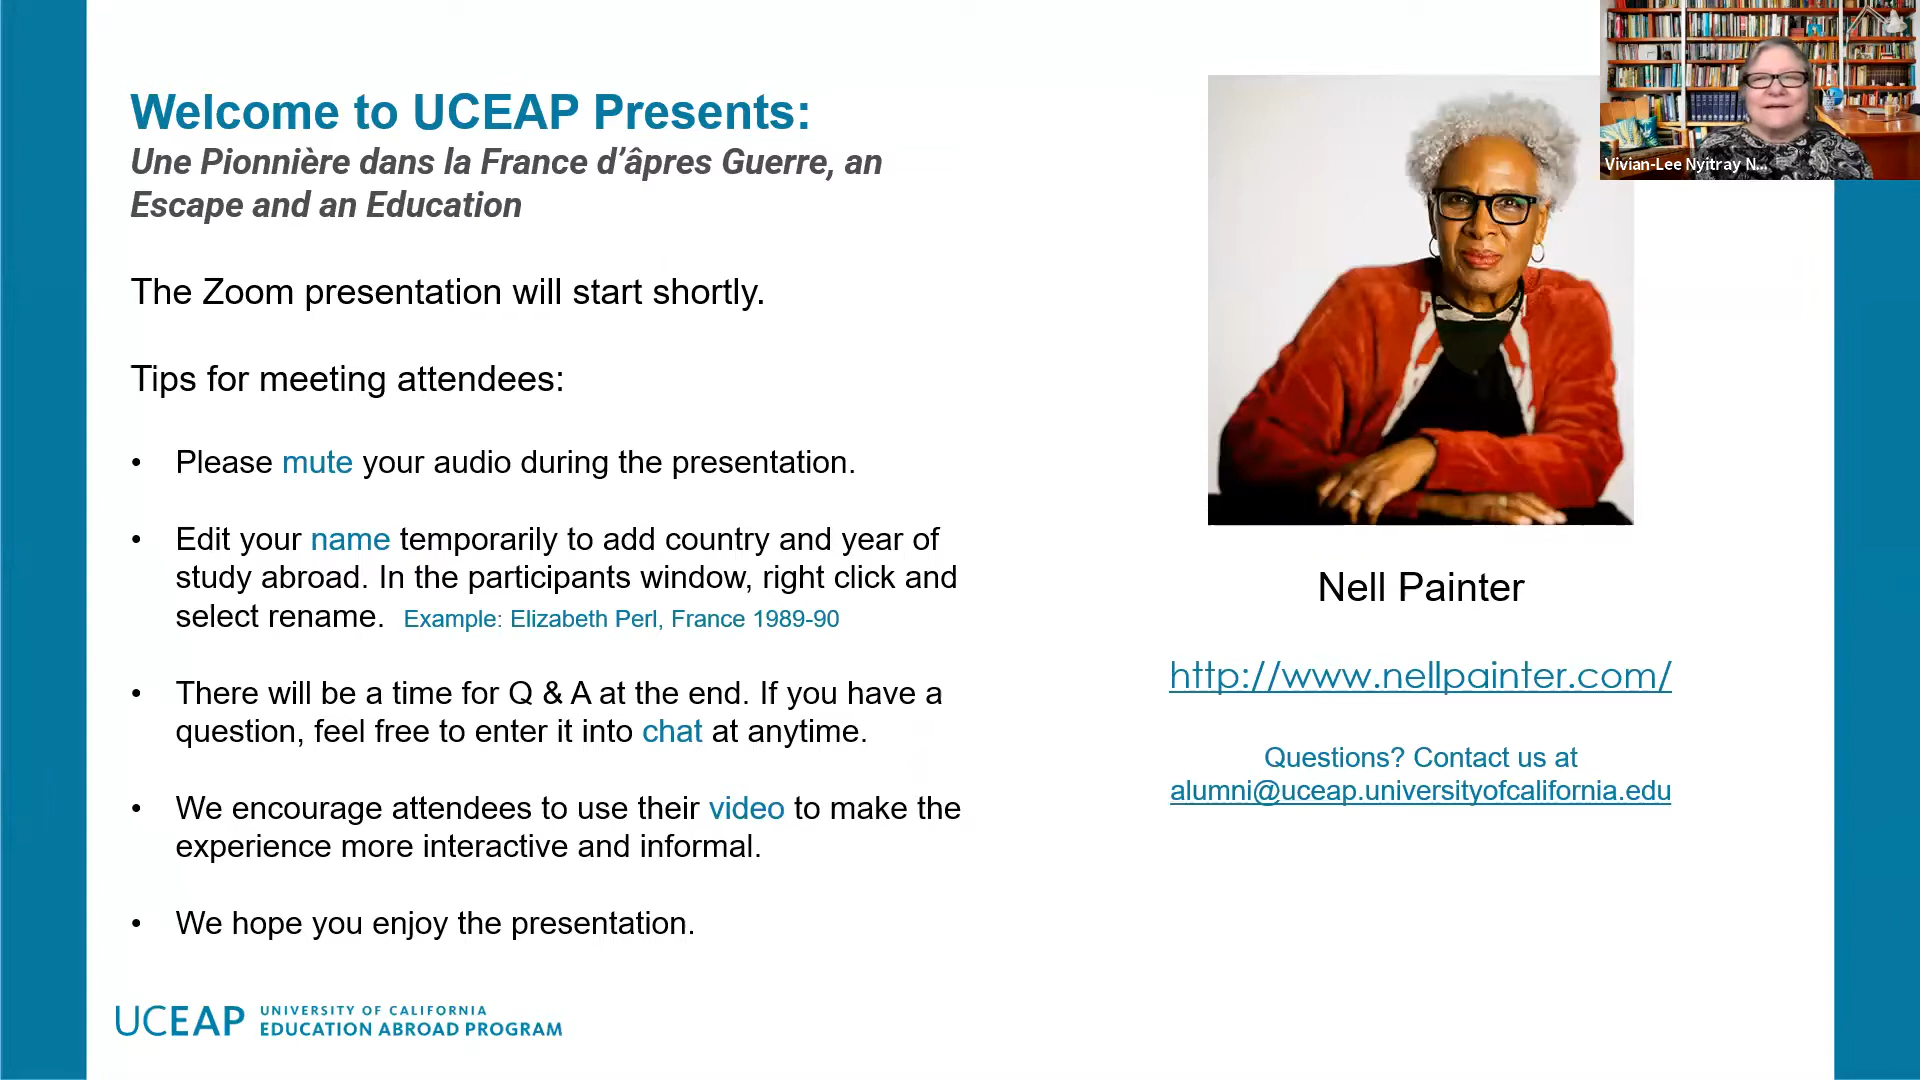 Welcome to UCEAP Presents:
Une Pionnière dans la France d’âpres Guerre, an
Escape and an Education
The Zoom presentation will start shortly.
Tips for meeting attendees:
• Please mute your audio during the presentation.
• Edit your name temporarily to add country and year of
study abroad. In the participants window, right click and
select rename. Example: Elizabeth Perl, France 1989-90
• There will be a time for Q & A at the end. If you have a
question, feel free to enter it into chat at anytime.
• We encourage attendees to use their video to make the
experience more interactive and informal.
• We hope you enjoy the presentation.
UCEAP UNIVERSITY OF CALIFORNIA
EDUCATION ABROAD PROGRAM
Vivian-Lee Nyitray N...
Nell Painter
http://www.nellpainter.com/
Questions? Contact us at
alumni@uceap.universityofcalifornia.edu